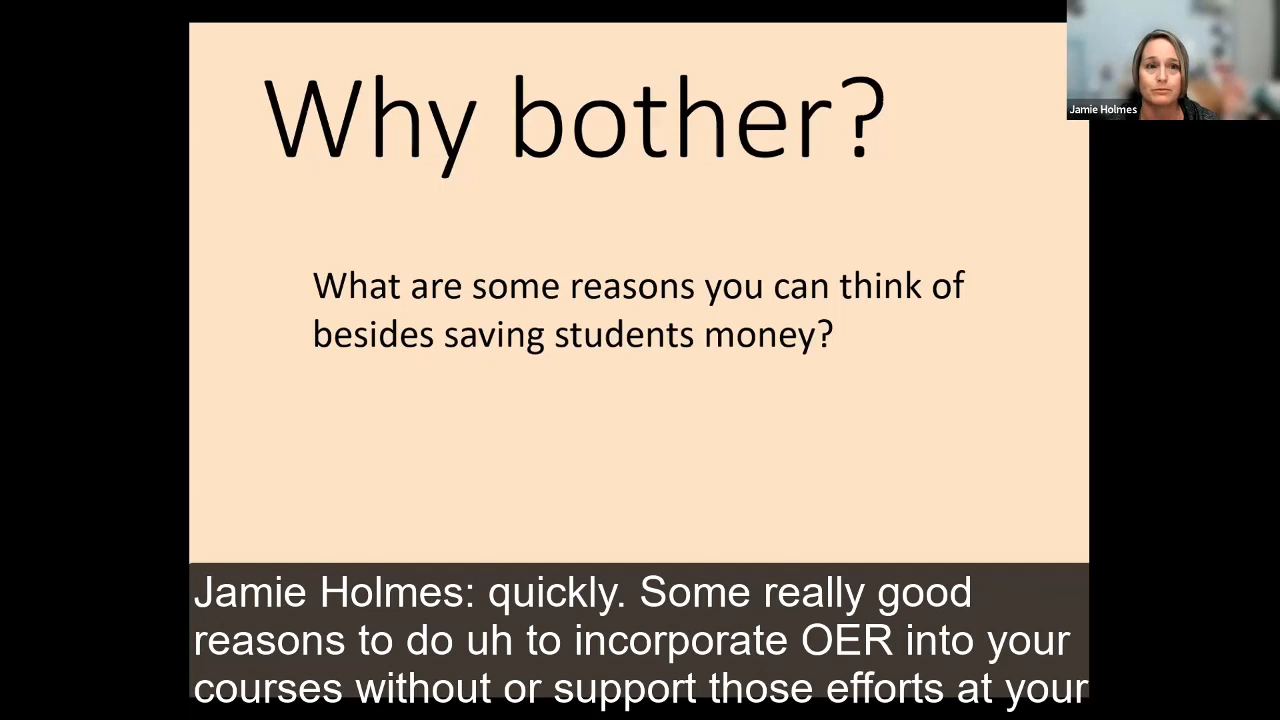 Why bother?
Jamie Holmes
What are some reasons you can think of
besides saving students money?
Jamie Holmes: quickly. Some really good
reasons to do uh to incorporate OER into your
courses without or support those efforts at your